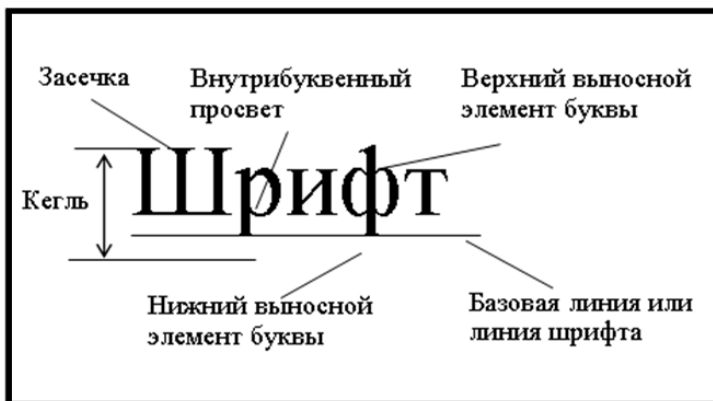 Засечка
Внутрибуквенный
просвет
Верхний выносной
элемент буквы
Шрифт
Кегль
Нижний выносной
элемент буквы
Базовая линия или
линия шрифта